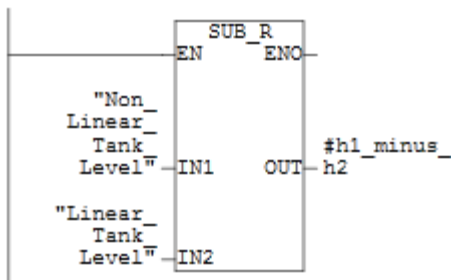 SUB_R
EN ENO
"Non_
Linear_
Tank_
Level" IN1 OUT #h1_minus_
h2
"Linear_
Tank_
Level" IN2